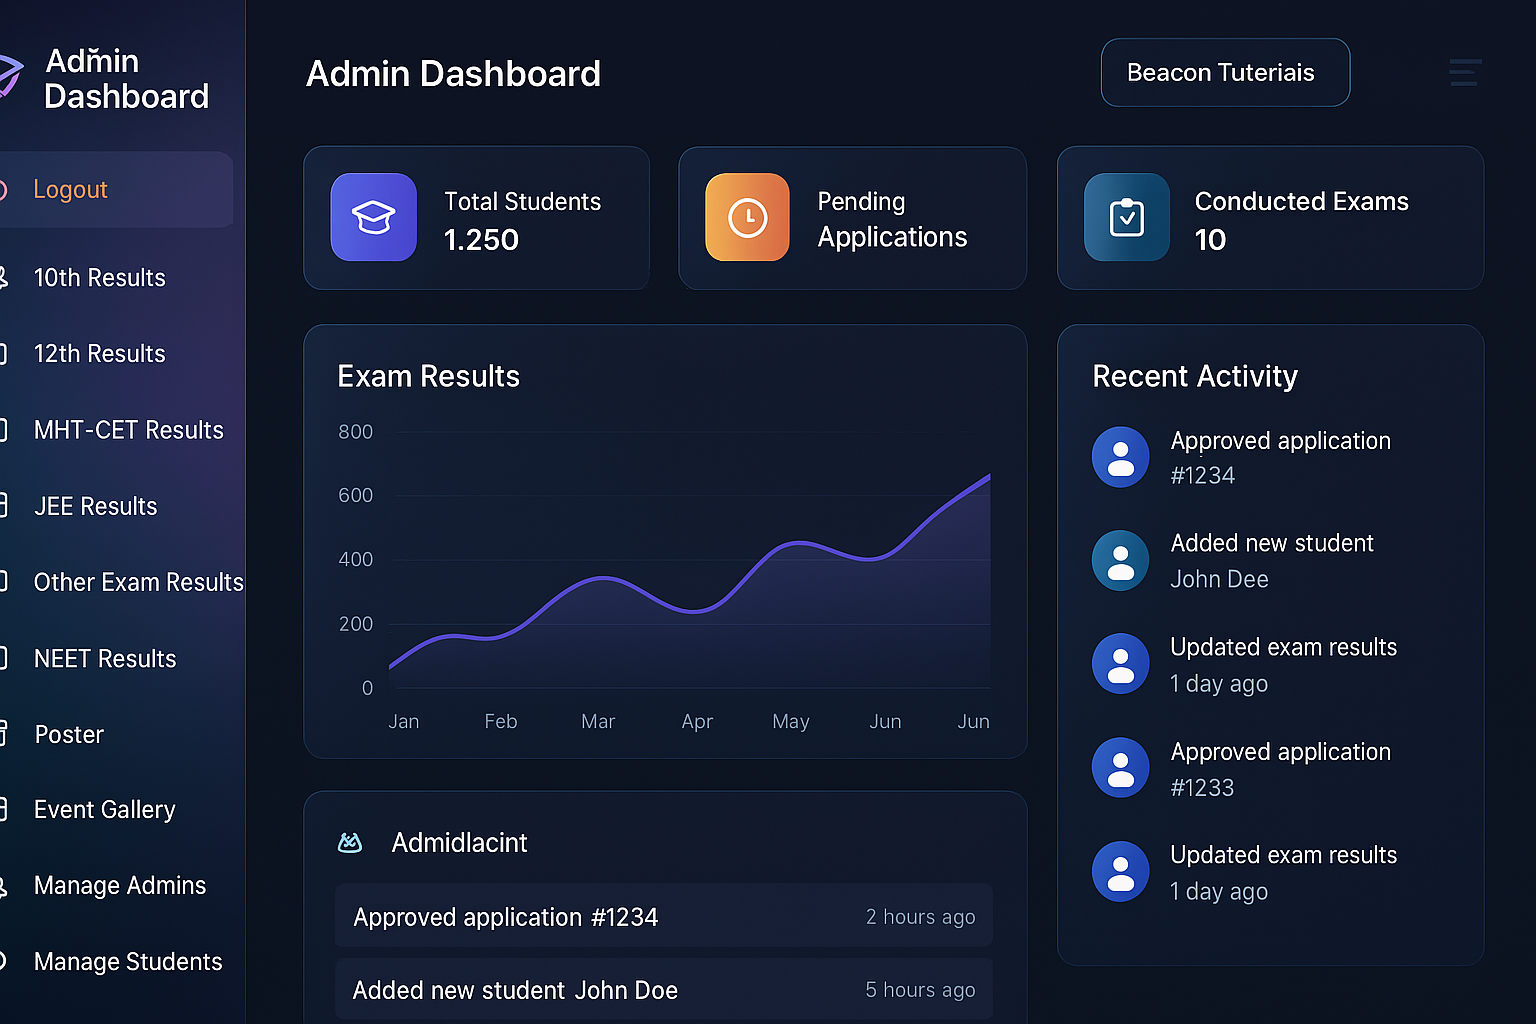 Admin
Dashboard
Logout
10th Results
12th Results
MHT-CET Results
JEE Results
Other Exam Results
NEET Results
Poster
Event Gallery
Manage Admins
Manage Students
Admin Dashboard
Beacon Tuteriais
Total Students
1.250
Pending
Applications
Conducted Exams
10
Exam Results
800
600
400
200
0
Jan Feb Mar Apr May Jun Jun
Recent Activity
Approved application
#1234
Added new student
John Dee
Updated exam results
1 day ago
Approved application
#1233
Updated exam results
1 day ago
Admidlacint
Approved application #1234 2 hours ago
Added new student John Doe 5 hours ago